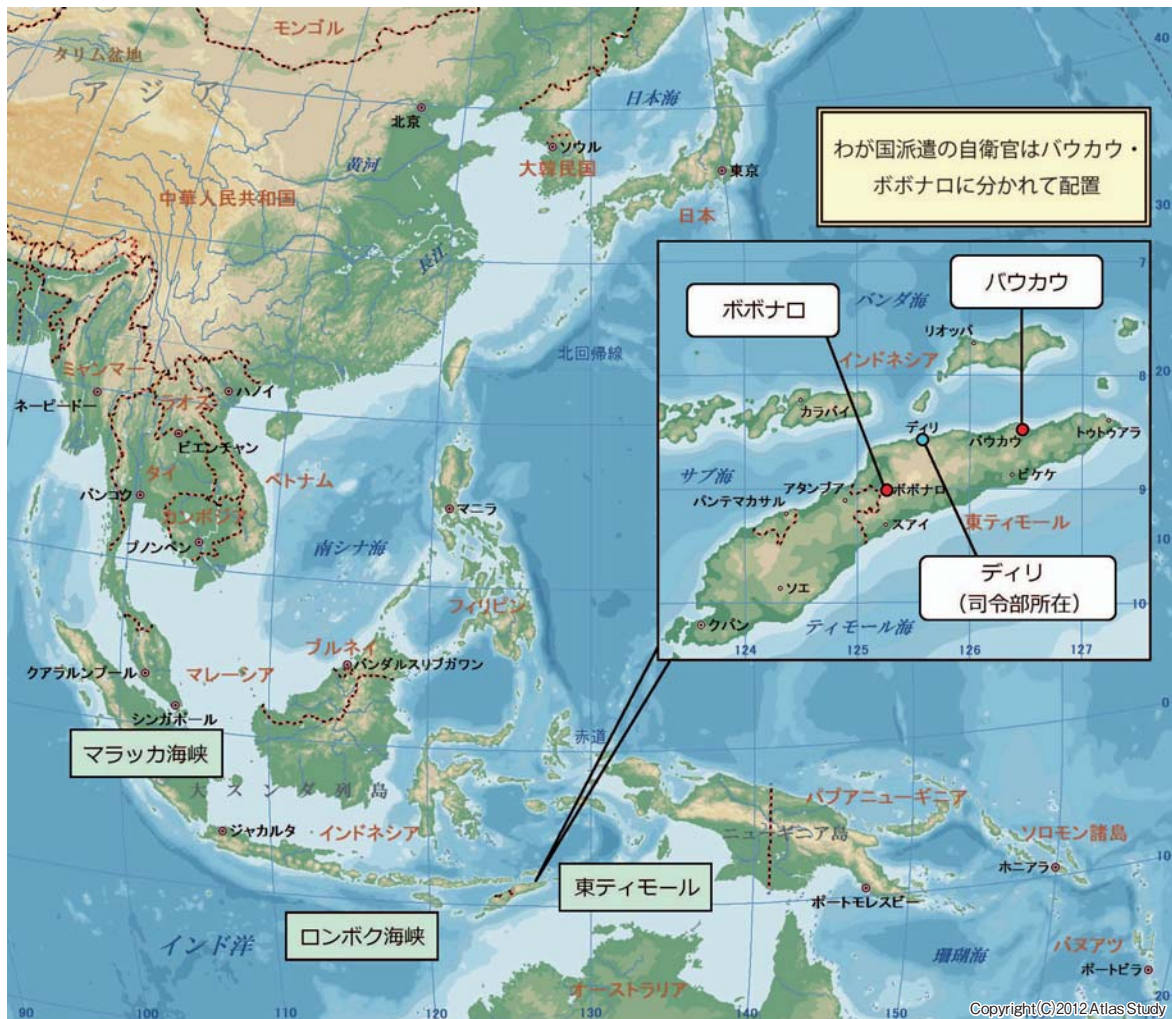 モンゴル
タリム盆地
アジア
北京
日本海
黄河
ソウル
大韓民国
東京
中華人民共和国
日本
長江
わが国派遣の自衛官はバウカウ・
ボボナロに分かれて配置
40
30
20
10
0
10
20
北回帰線
ミャンマー
ネーピードー
ラオス
ハノイ
ビエンチャン
タイ
ベトナム
バンコク
カンボジア
プノンペン
マニラ
南シナ海
フィリピン
ブルネイ
バンダルスリブガワン
クアラルンプール
マレーシア
シンガポール
マラッカ海峡
赤道
大スンダ列島
ジャカルタ
インドネシア
パプアニューギニア
ニューギニア島
ソロモン諸島
ホニアラ
東ティモール
ポートモレスビー
ロンボク海峡
インド洋
珊瑚海
バヌアツ
ポートビラ
オーストラリア
90
100
110
120
130
140
150
160
ボボナロ
バウカウ
バンダ海
リオッパ
インドネシア
カラバイ
ディリ
バウカウ
トゥトゥアラ
サブ海
アタンブア
ボボナロ
ビケケ
パンテマカサル
スアイ
東ティモール
ソエ
ディリ
(司令部所在)
クパン
ティモール海
7
8
9
10
124
125
126
127
Copyright(C)2012 Atlas Study